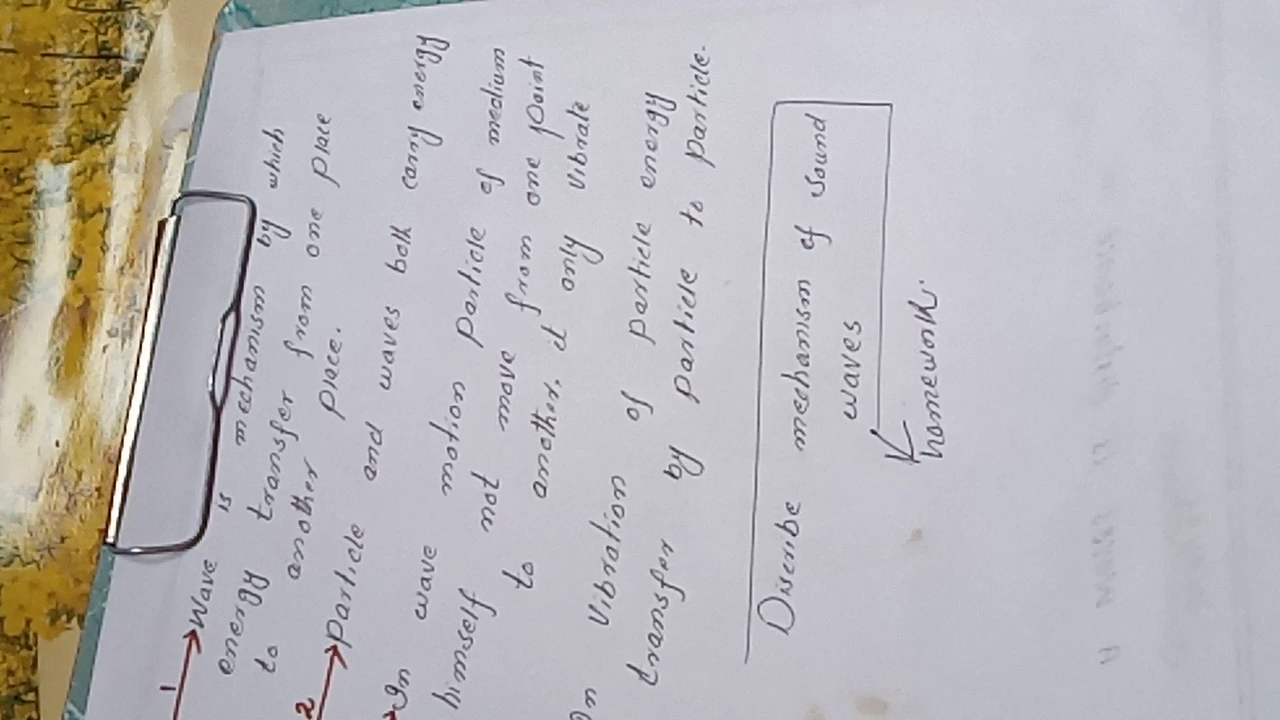 1 → Wave is mechanism by which
energy transfer from one place
to another place.
2 → Particle and waves both carry energy
In wave motion particle of medium
himself not move from one point
to another, it only vibrate
In vibration of particle energy
transfer by particle to particle.
Discribe mechanism of sound
waves
homework.